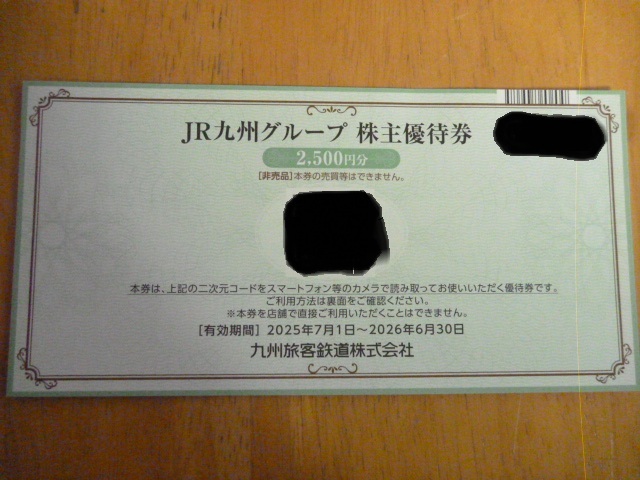 JR九州グループ 株主優待券
2,500円分
[非売品]本券の売買等はできません。
本券は、上記の二次元コードをスマートフォン等のカメラで読み取ってお使いいただく優待券です。
ご利用方法は裏面をご確認ください。
※本券を店舗で直接ご利用いただくことはできません。
[有効期間] 2025年7月1日～2026年6月30日
九州旅客鉄道株式会社